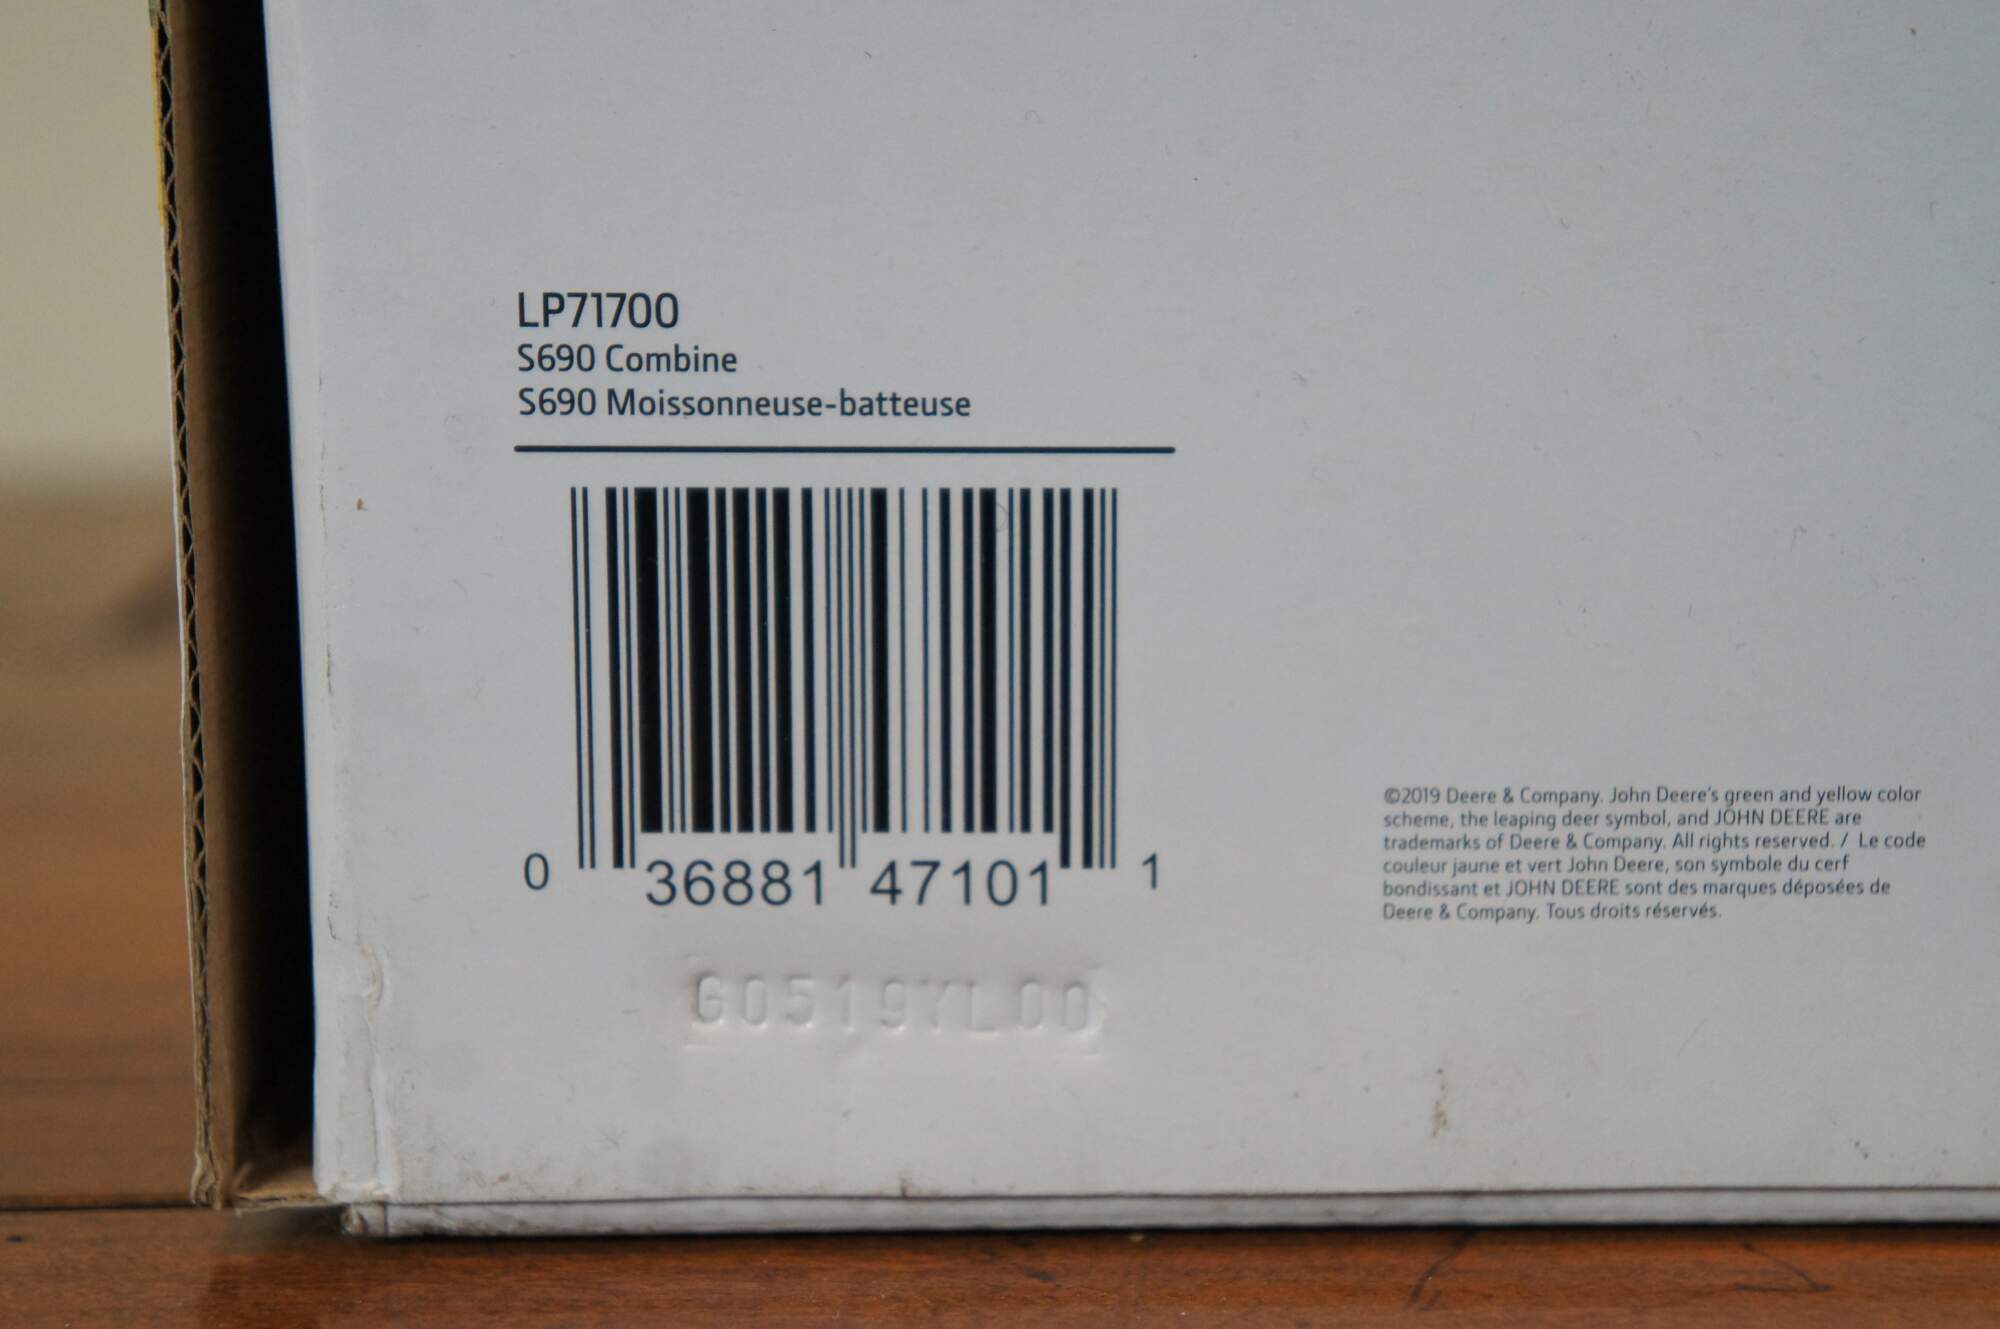 LP71700
S690 Combine
S690 Moissonneuse-batteuse
0 36881 47101 1
G0519YL00
©2019 Deere & Company. John Deere's green and yellow color
scheme, the leaping deer symbol, and JOHN DEERE are
trademarks of Deere & Company. All rights reserved. / Le code
couleur jaune et vert John Deere, son symbole du cerf
bondissant et JOHN DEERE sont des marques déposées de
Deere & Company. Tous droits réservés.